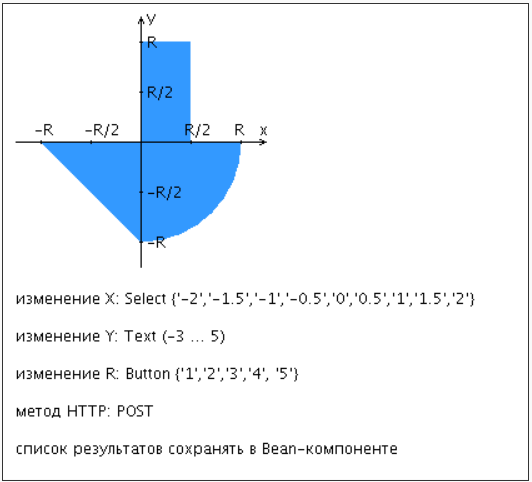 y
R
R/2
-R -R/2 R/2 R x
-R/2
-R
изменение X: Select {'-2','-1.5','-1','-0.5','0','0.5','1','1.5','2'}
изменение Y: Text (-3 ... 5)
изменение R: Button {'1','2','3','4', '5'}
метод HTTP: POST
список результатов сохранять в Bean-компоненте